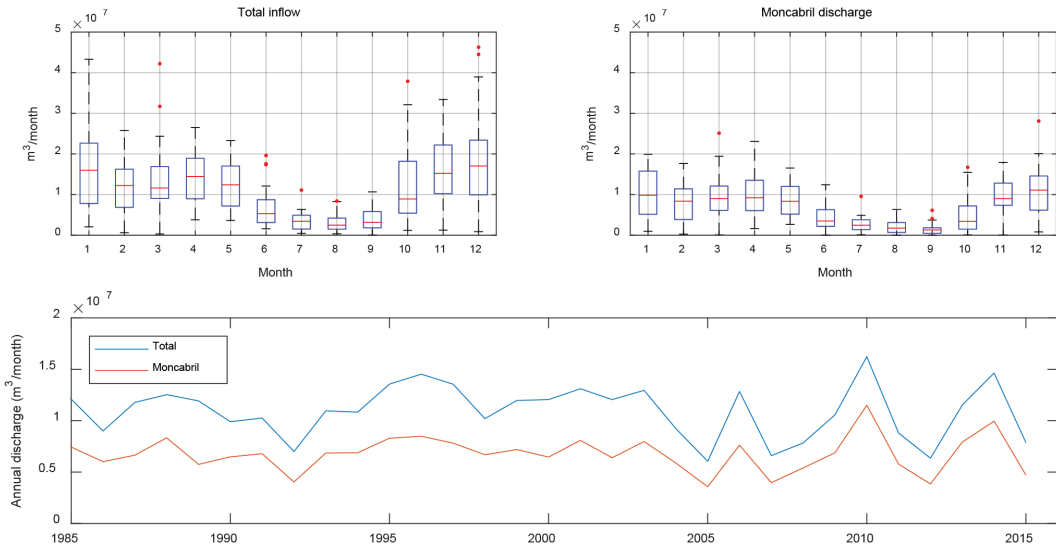 Total inflow
× 10 7
5
4
3
2
1
0
m3/month
1 2 3 4 5 6 7 8 9 10 11 12
Month
Moncabril discharge
× 10 7
5
4
3
2
1
0
m3/month
1 2 3 4 5 6 7 8 9 10 11 12
Month
× 10 7
2
1.5
1
0.5
0
Annual discharge (m3/month)
Total
Moncabril
1985 1990 1995 2000 2005 2010 2015